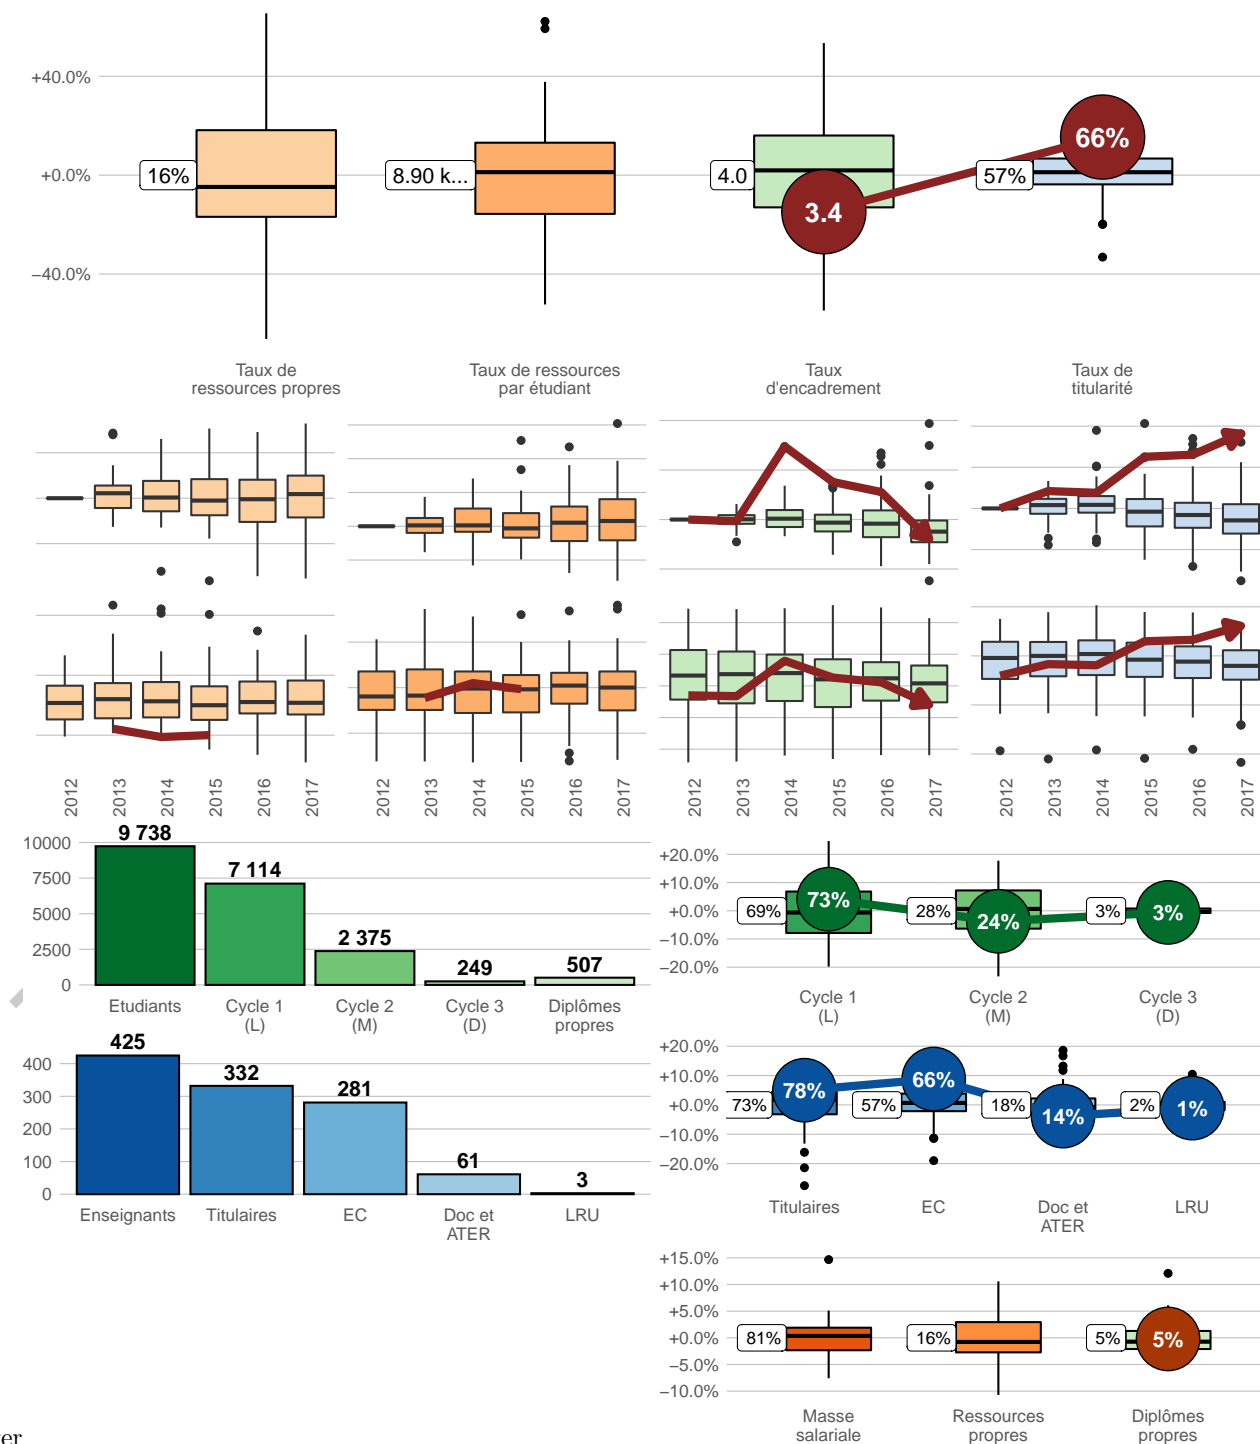 +40.0%
+0.0%
−40.0%
16%
8.90 k...
4.0
3.4
57%
66%
Taux de
ressources propres
Taux de ressources
par étudiant
Taux
d'encadrement
Taux de
titularité
2012 2013 2014 2015 2016 2017
2012 2013 2014 2015 2016 2017
2012 2013 2014 2015 2016 2017
2012 2013 2014 2015 2016 2017
10000
7500
5000
2500
0
9 738
7 114
2 375
249
507
Etudiants
Cycle 1
(L)
Cycle 2
(M)
Cycle 3
(D)
Diplômes
propres
+20.0%
+10.0%
+0.0%
−10.0%
−20.0%
69%
73%
28%
24%
3%
3%
Cycle 1
(L)
Cycle 2
(M)
Cycle 3
(D)
400
300
200
100
0
425
332
281
61
3
Enseignants
Titulaires
EC
Doc et
ATER
LRU
+20.0%
+10.0%
+0.0%
−10.0%
−20.0%
73%
78%
57%
66%
18%
14%
2%
1%
Titulaires
EC
Doc et
ATER
LRU
+15.0%
+10.0%
+5.0%
+0.0%
−5.0%
−10.0%
81%
16%
5%
5%
Masse
salariale
Ressources
propres
Diplômes
propres
er